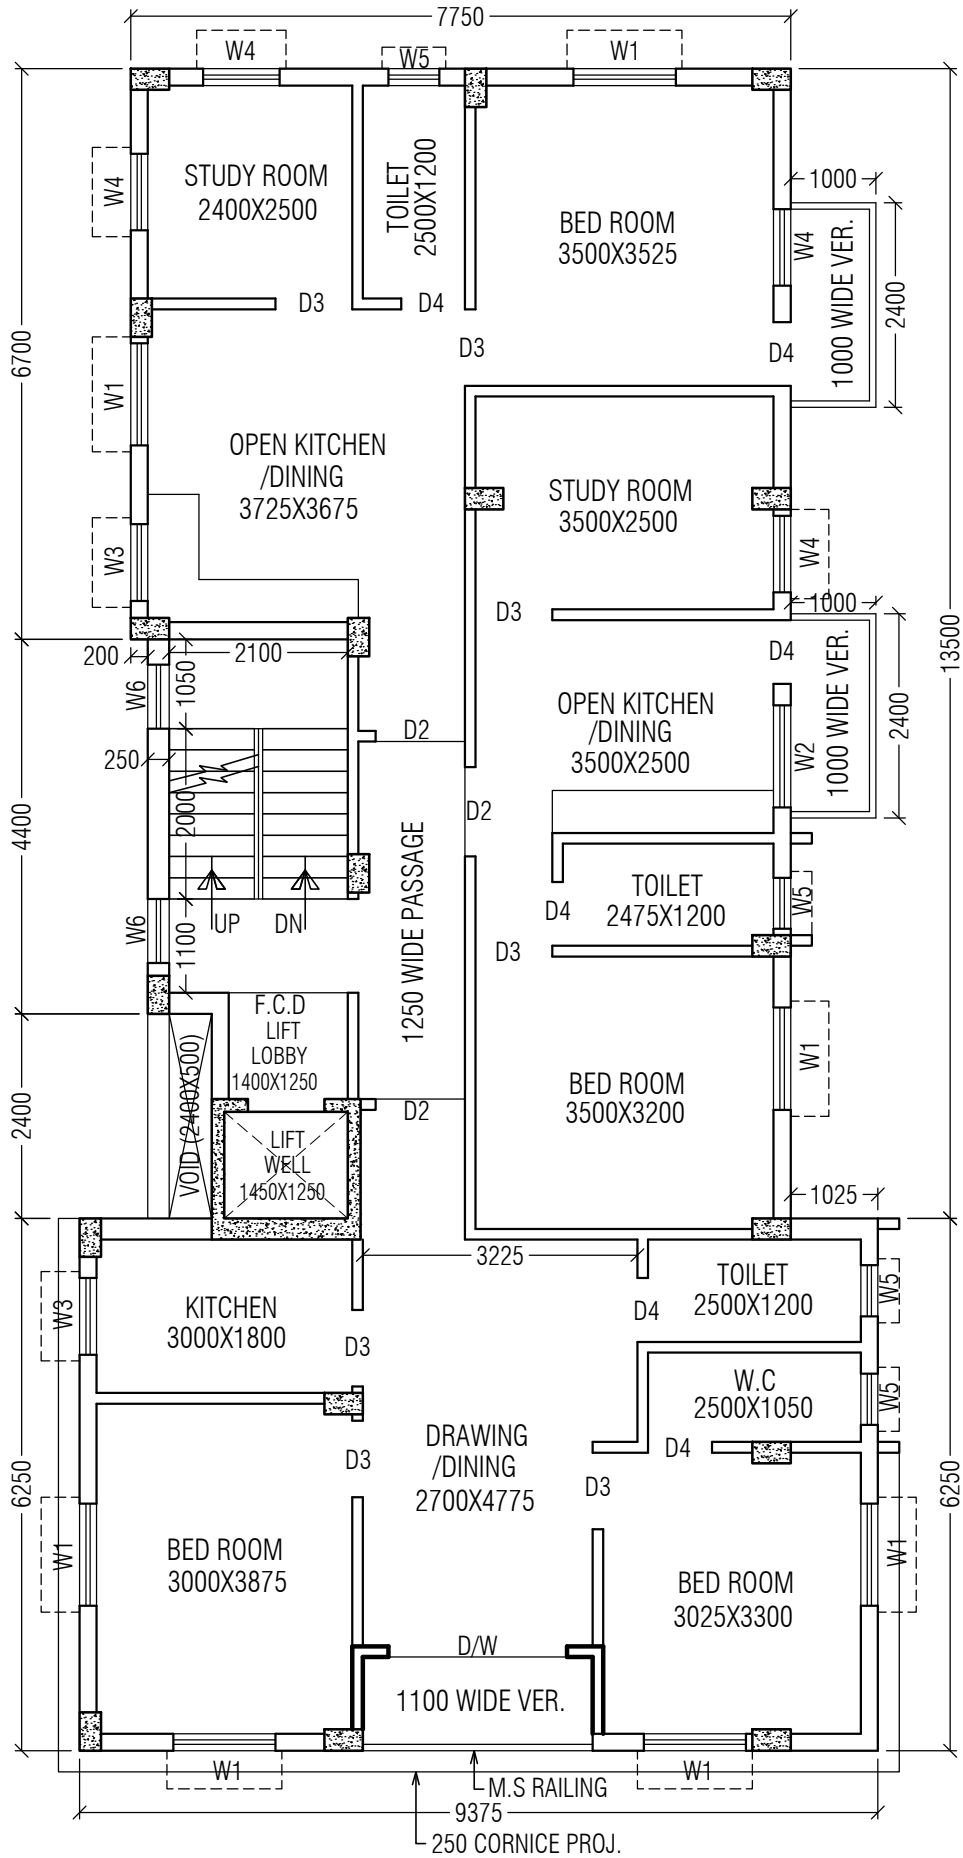 7750
W4
W5
W1
STUDY ROOM
2400X2500
TOILET
2500X1200
BED ROOM
3500X3525
W4
1000
W4
1000 WIDE VER.
2400
D3
D4
D3
D4
6700
W1
OPEN KITCHEN
/DINING
3725X3675
STUDY ROOM
3500X2500
W3
W4
D3
1000
13500
200
2100
1050
W6
D4
OPEN KITCHEN
/DINING
3500X2500
W2
1000 WIDE VER.
2400
D2
250
2000
4400
D2
1250 WIDE PASSAGE
TOILET
2475X1200
W5
D4
UP
DN
W6
1100
D3
F.C.D
LIFT
LOBBY
1400X1250
W1
BED ROOM
3500X3200
D2
2400
VOID (2400X500)
LIFT
WELL
1450X1250
1025
3225
TOILET
2500X1200
W5
W3
KITCHEN
3000X1800
D4
D3
W.C
2500X1050
W5
DRAWING
/DINING
2700X4775
D4
D3
D3
6250
6250
W1
BED ROOM
3000X3875
BED ROOM
3025X3300
W1
D/W
1100 WIDE VER.
W1
W1
M.S RAILING
9375
250 CORNICE PROJ.